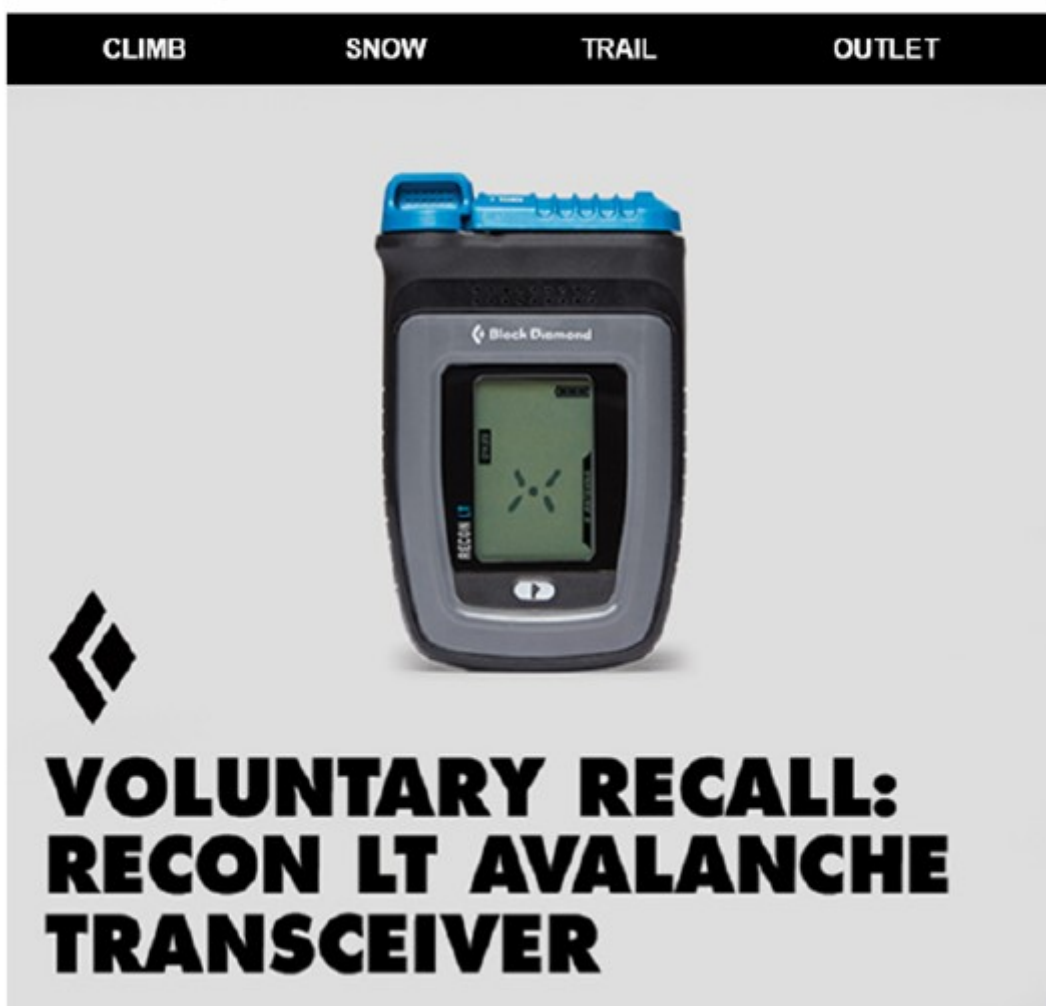 CLIMB SNOW TRAIL OUTLET
Black Diamond
RECON LT
VOLUNTARY RECALL:
RECON LT AVALANCHE
TRANSCEIVER